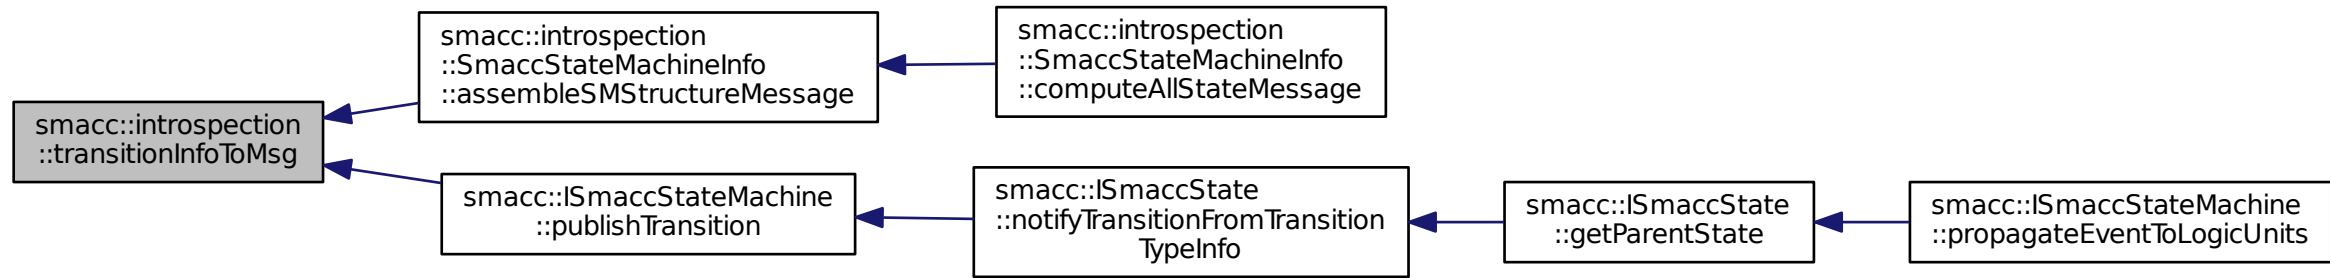 smacc::introspection
::transitionInfoToMsg
smacc::introspection
::SmaccStateMachineInfo
::assembleSMStructureMessage
smacc::introspection
::SmaccStateMachineInfo
::computeAllStateMessage
smacc::ISmaccStateMachine
::publishTransition
smacc::ISmaccState
::notifyTransitionFromTransition
TypeInfo
smacc::ISmaccState
::getParentState
smacc::ISmaccStateMachine
::propagateEventToLogicUnits